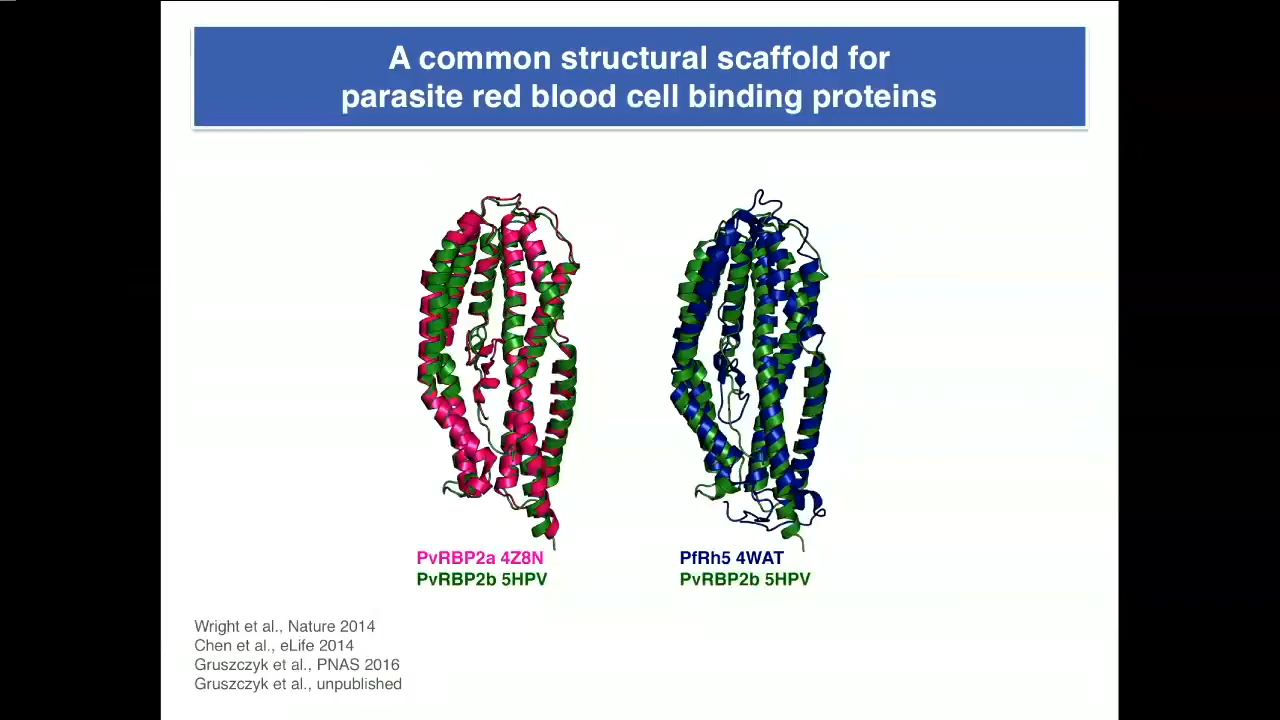 A common structural scaffold for
parasite red blood cell binding proteins
PvRBP2a 4Z8N
PvRBP2b 5HPV
PfRh5 4WAT
PvRBP2b 5HPV
Wright et al., Nature 2014
Chen et al., eLife 2014
Gruszczyk et al., PNAS 2016
Gruszczyk et al., unpublished